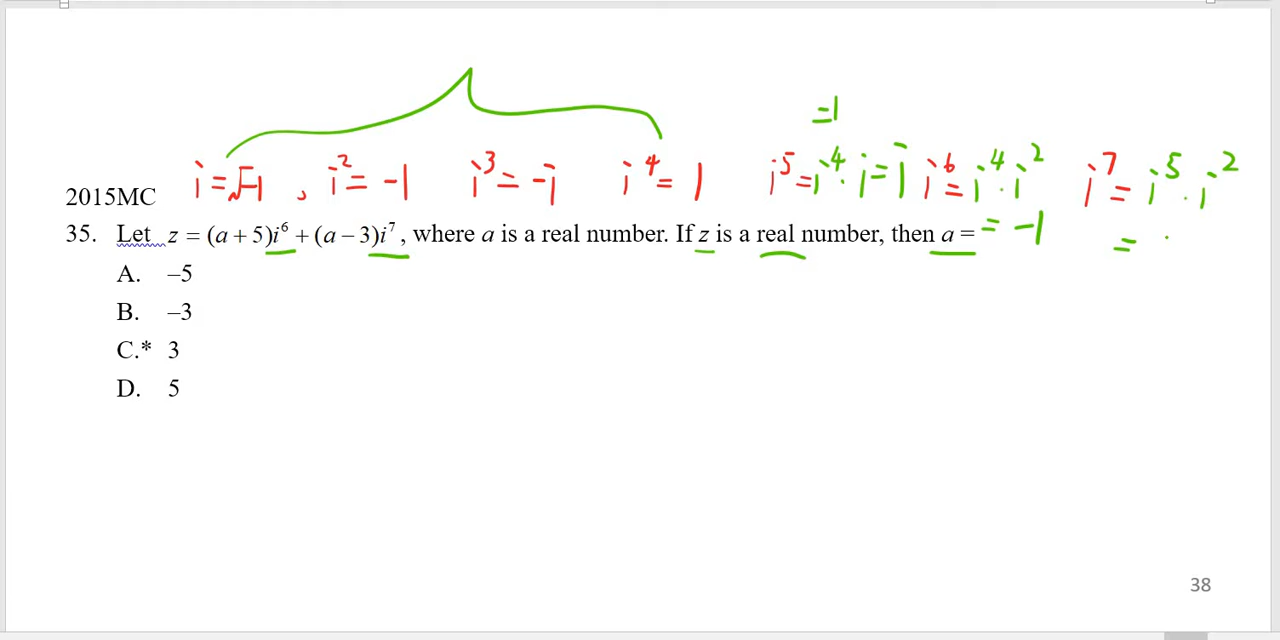 =1
i=√-1 , i²= -1 i³= -i i⁴= 1 i⁵=i⁴·i=i i⁶=i⁴·i² i⁷=i⁵·i²
2015MC
35. Let z = (a + 5)i⁶ + (a − 3)i⁷ , where a is a real number. If z is a real number, then a =
= -1 =
A. −5
B. −3
C.* 3
D. 5
38